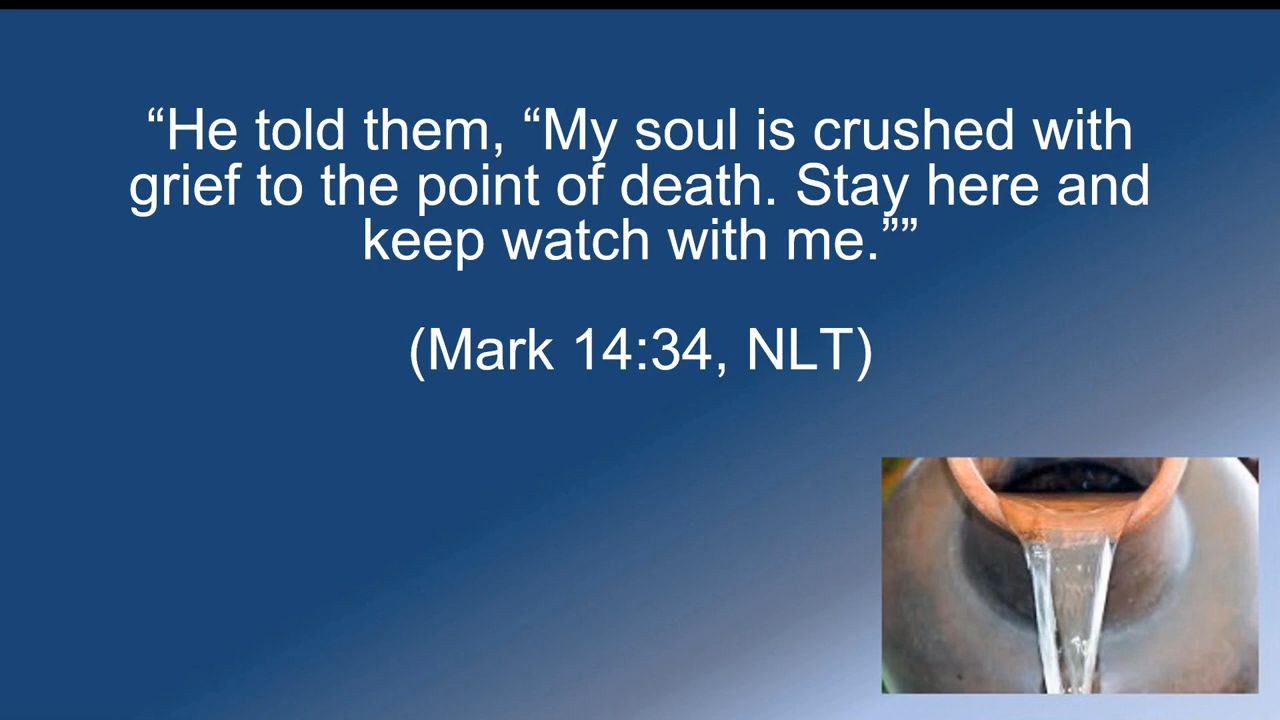 “He told them, “My soul is crushed with
grief to the point of death. Stay here and
keep watch with me.””
(Mark 14:34, NLT)